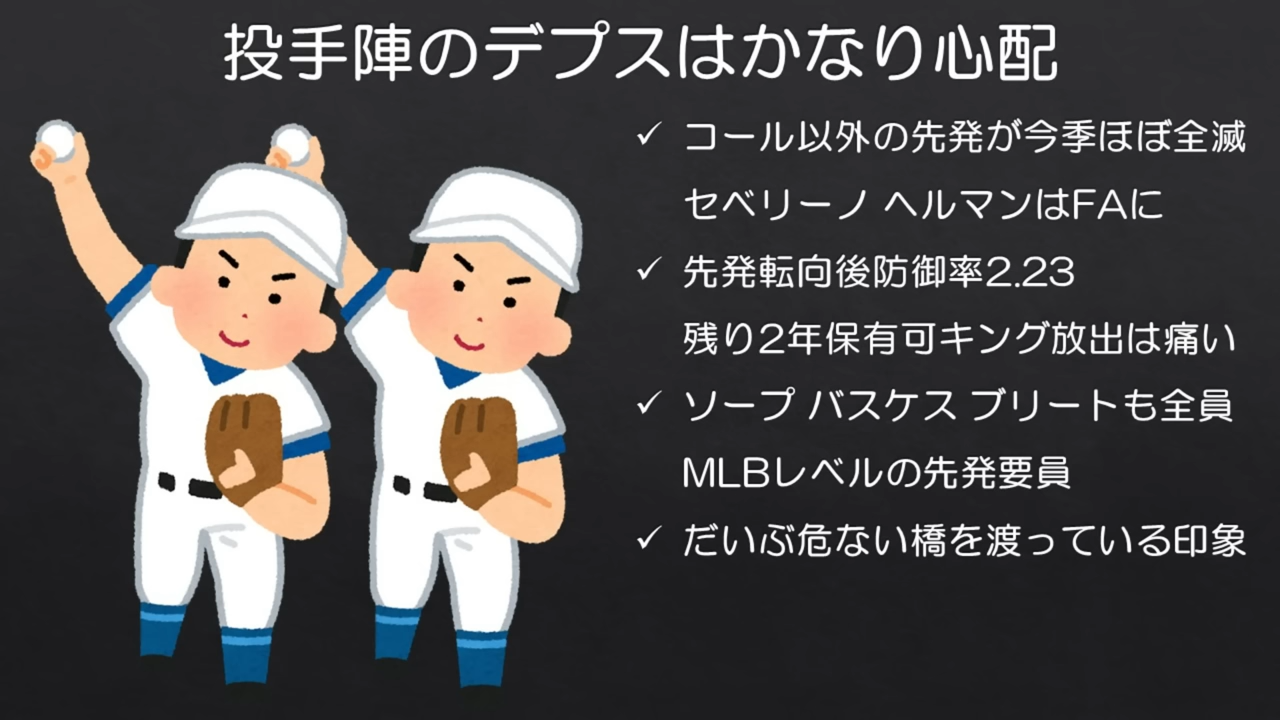 投手陣のデプスはかなり心配
✓ コール以外の先発が今季ほぼ全滅
セベリーノ ヘルマンはFAに
✓ 先発転向後防御率2.23
残り2年保有可キング放出は痛い
✓ ソープ バスケス ブリートも全員
MLBレベルの先発要員
✓ だいぶ危ない橋を渡っている印象